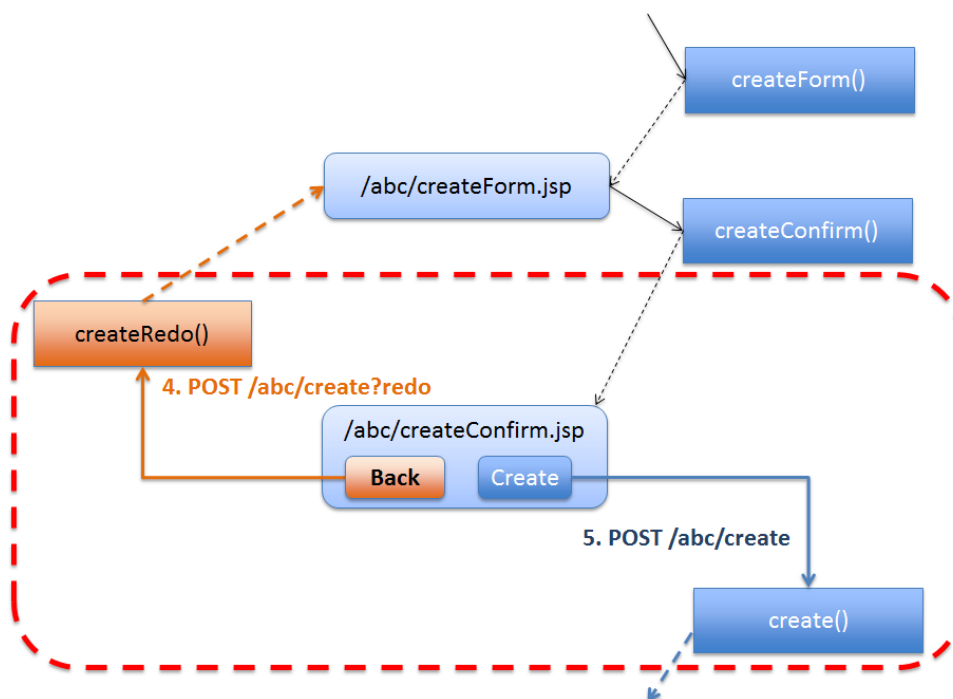 createForm()
/abc/createForm.jsp
createConfirm()
createRedo()
4. POST /abc/create?redo
/abc/createConfirm.jsp
Back
Create
5. POST /abc/create
create()